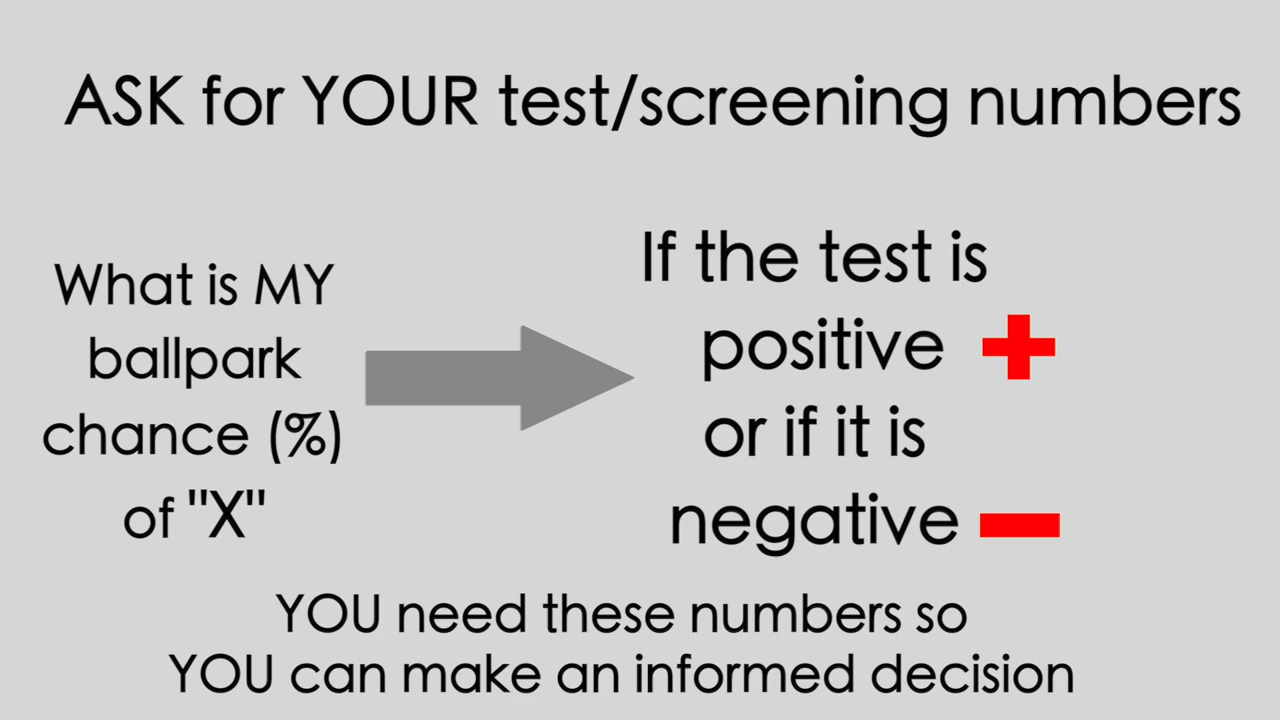 ASK for YOUR test/screening numbers
What is MY
ballpark
chance (%)
of "X"
If the test is
positive +
or if it is
negative -
YOU need these numbers so
YOU can make an informed decision